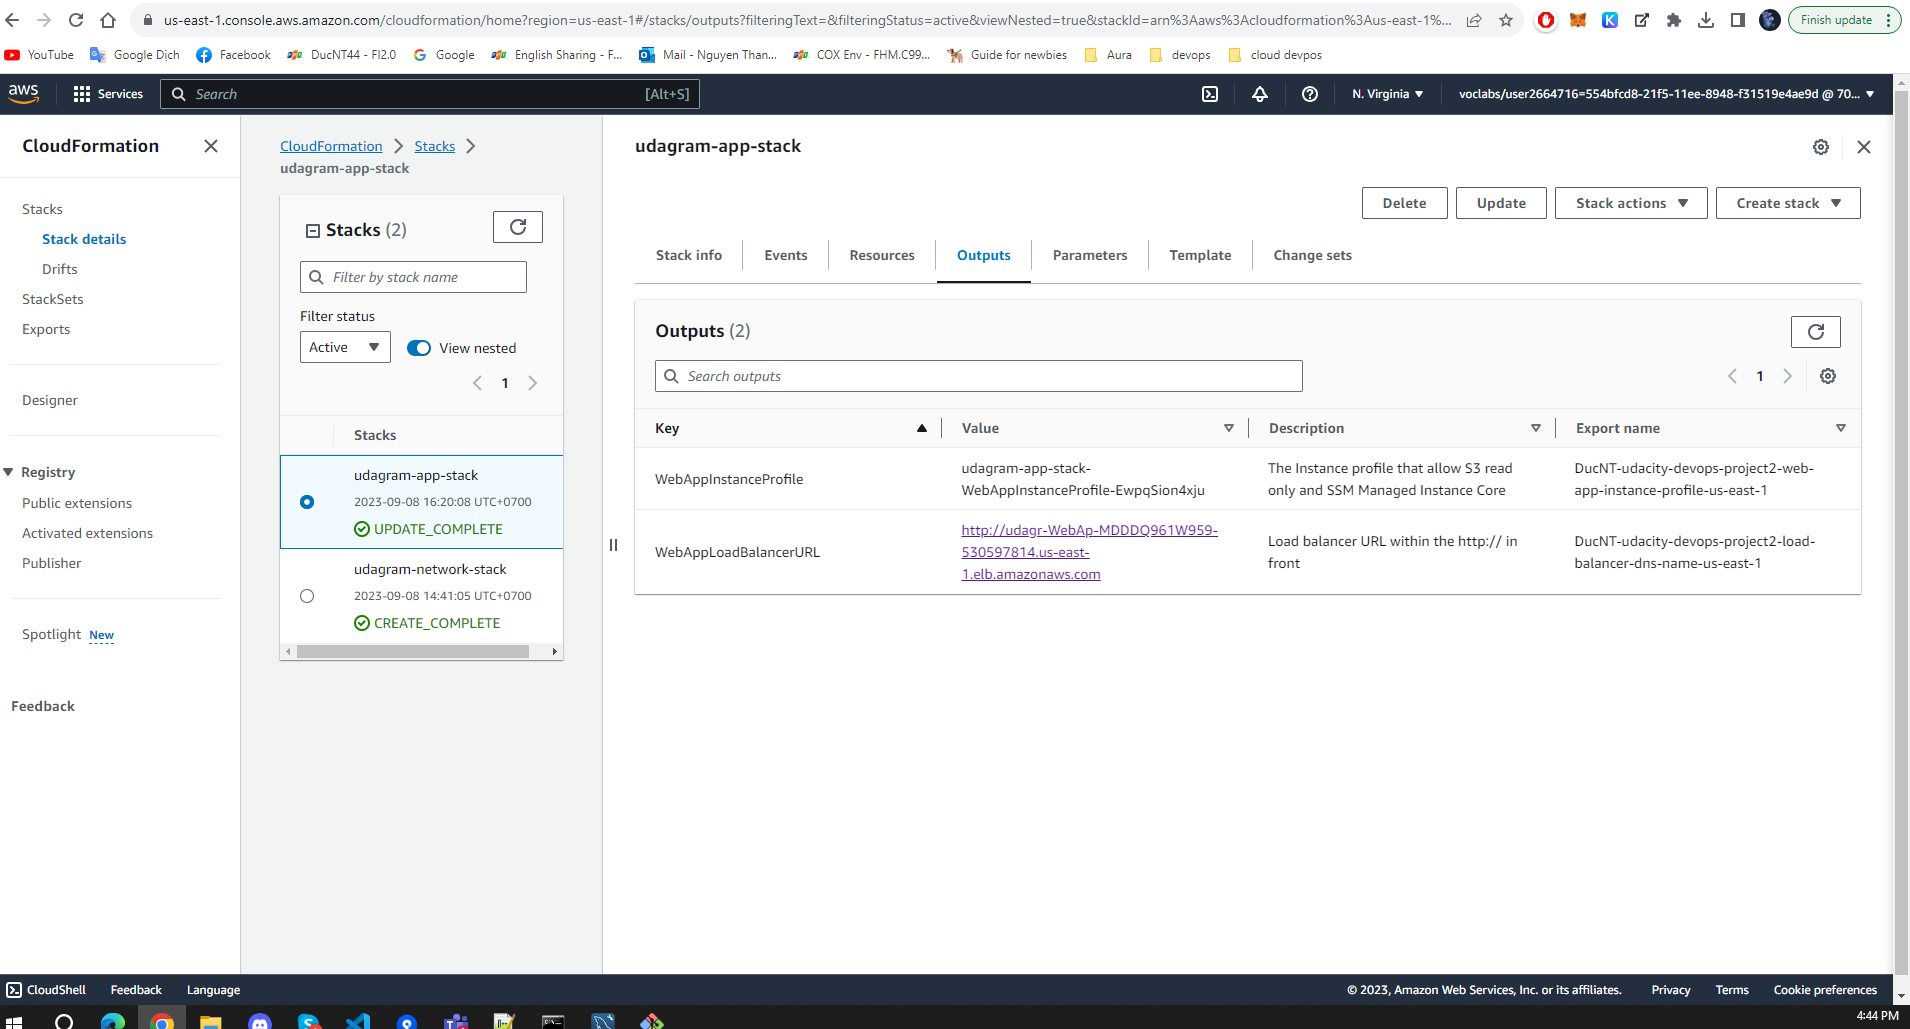 us-east-1.console.aws.amazon.com/cloudformation/home?region=us-east-1#/stacks/outputs?filteringText=&filteringStatus=active&viewNested=true&stackId=arn%3Aaws%3Acloudformation%3Aus-east-1%...
Finish update
YouTube
Google Dịch
Facebook
DucNT44 - FI2.0
Google
English Sharing - F...
Mail - Nguyen Than...
COX Env - FHM.C99...
Guide for newbies
Aura
devops
cloud devpos
aws
Services
Search
[Alt+S]
N. Virginia
voclabs/user2664716=554bfcd8-21f5-11ee-8948-f31519e4ae9d @ 70...
CloudFormation
Stacks
Stack details
Drifts
StackSets
Exports
Designer
Registry
Public extensions
Activated extensions
Publisher
Spotlight New
Feedback
CloudFormation
Stacks
udagram-app-stack
Stacks (2)
Filter by stack name
Filter status
Active
View nested
1
Stacks
udagram-app-stack
2023-09-08 16:20:08 UTC+0700
UPDATE_COMPLETE
udagram-network-stack
2023-09-08 14:41:05 UTC+0700
CREATE_COMPLETE
udagram-app-stack
Delete
Update
Stack actions
Create stack
Stack info
Events
Resources
Outputs
Parameters
Template
Change sets
Outputs (2)
Search outputs
1
Key
Value
Description
Export name
WebAppInstanceProfile
udagram-app-stack-
WebAppInstanceProfile-EwpqSion4xju
The Instance profile that allow S3 read
only and SSM Managed Instance Core
DucNT-udacity-devops-project2-web-
app-instance-profile-us-east-1
WebAppLoadBalancerURL
http://udagr-WebAp-MDDDQ961W959-
530597814.us-east-
1.elb.amazonaws.com
Load balancer URL within the http:// in
front
DucNT-udacity-devops-project2-load-
balancer-dns-name-us-east-1
CloudShell
Feedback
Language
© 2023, Amazon Web Services, Inc. or its affiliates.
Privacy
Terms
Cookie preferences
4:44 PM